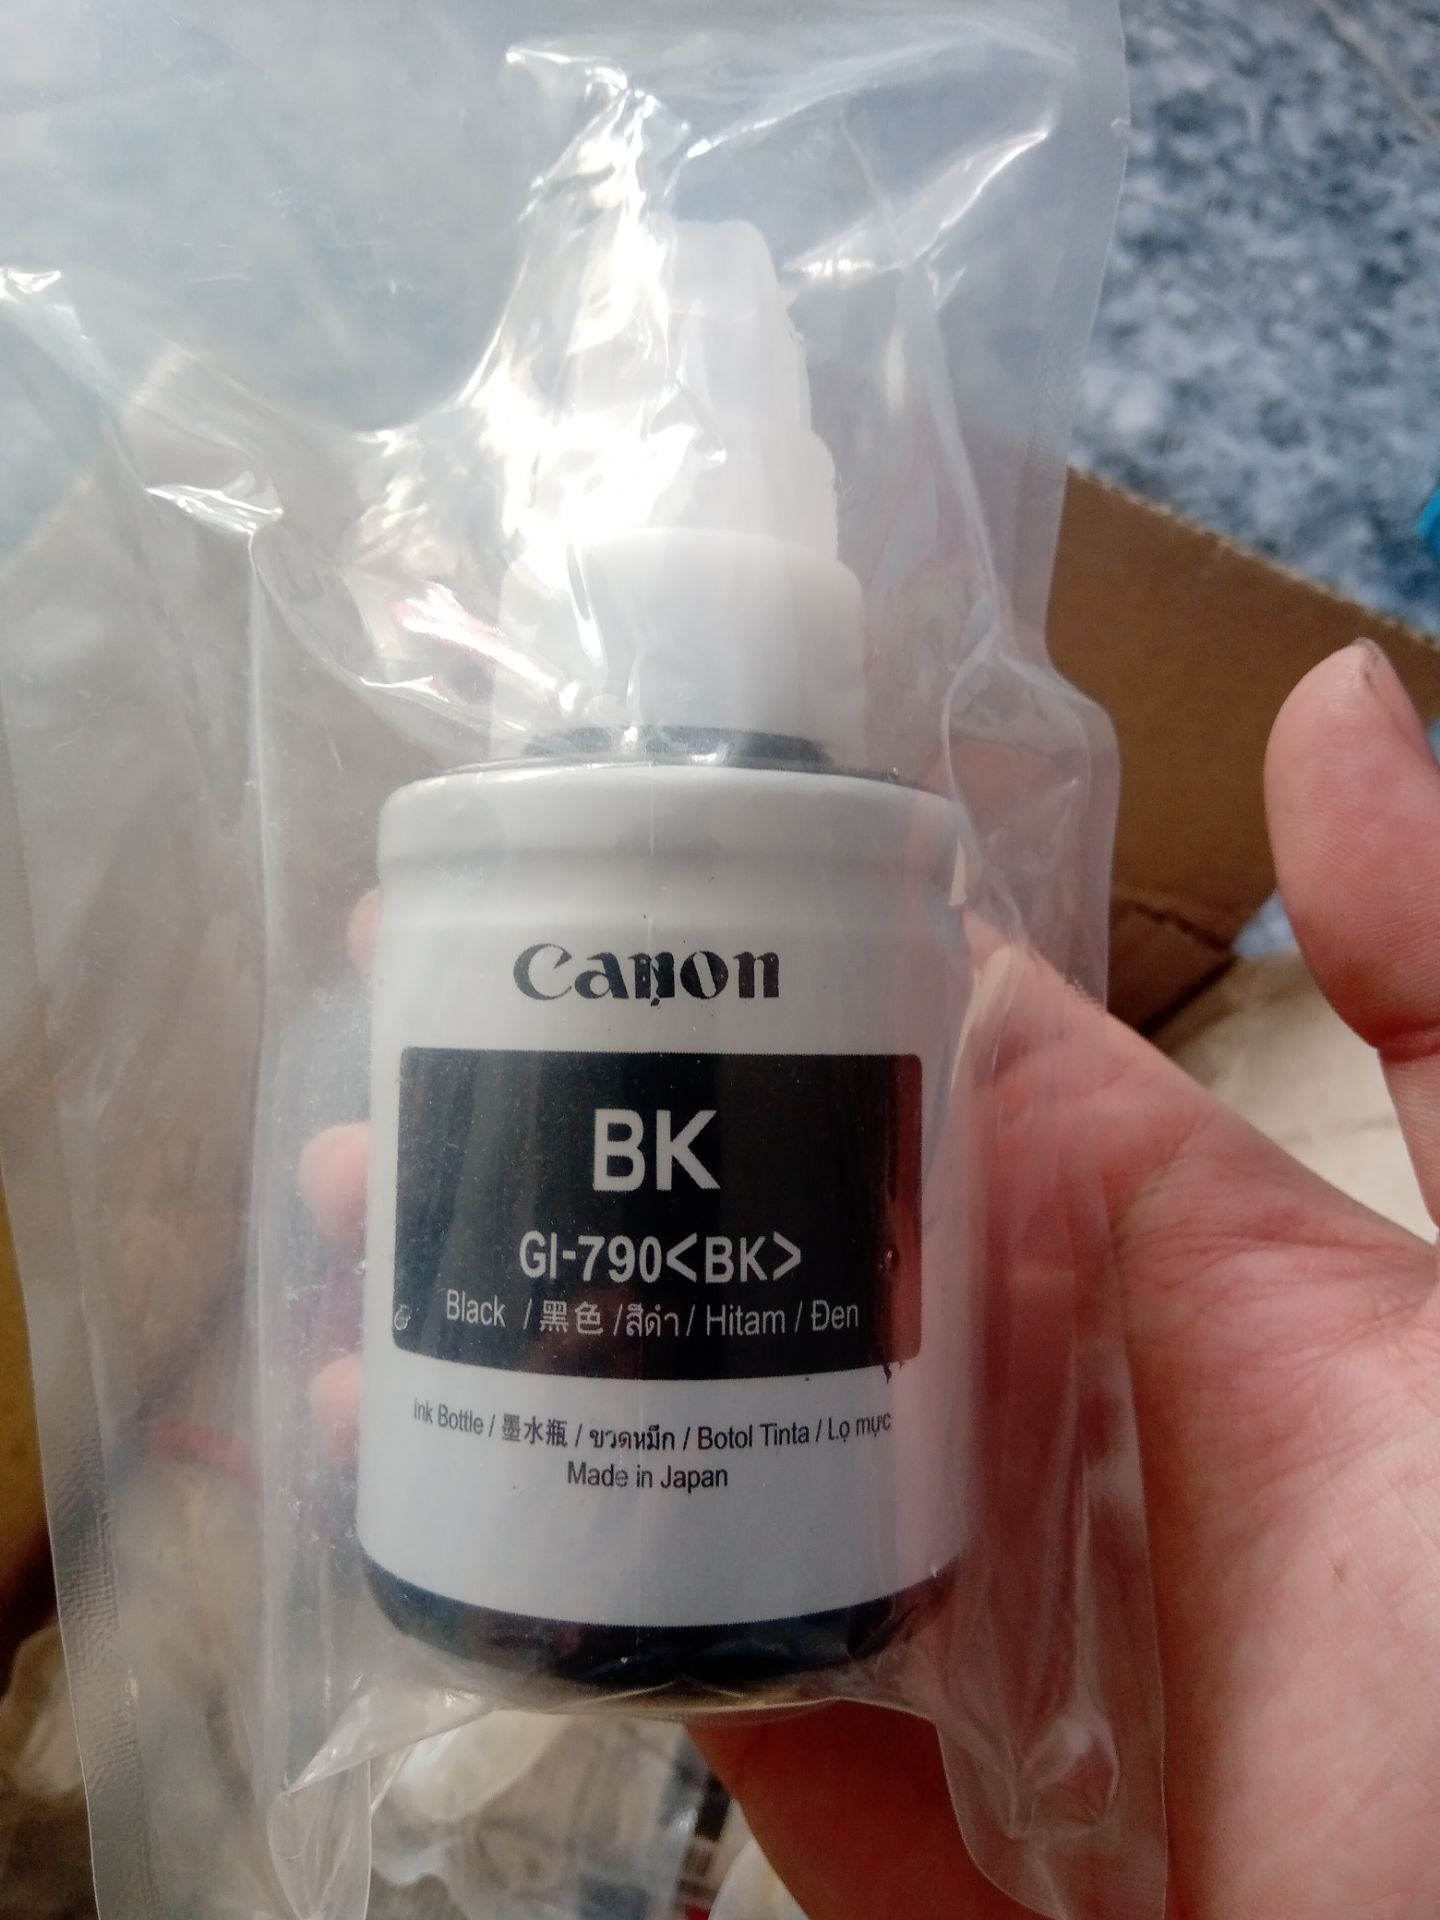 Canon
BK
GI-790<BK>
Black / 黑色 /สีดำ/ Hitam / Đen
Ink Bottle / 墨水瓶 / ขวดหมึก / Botol Tinta / Lọ mực
Made in Japan